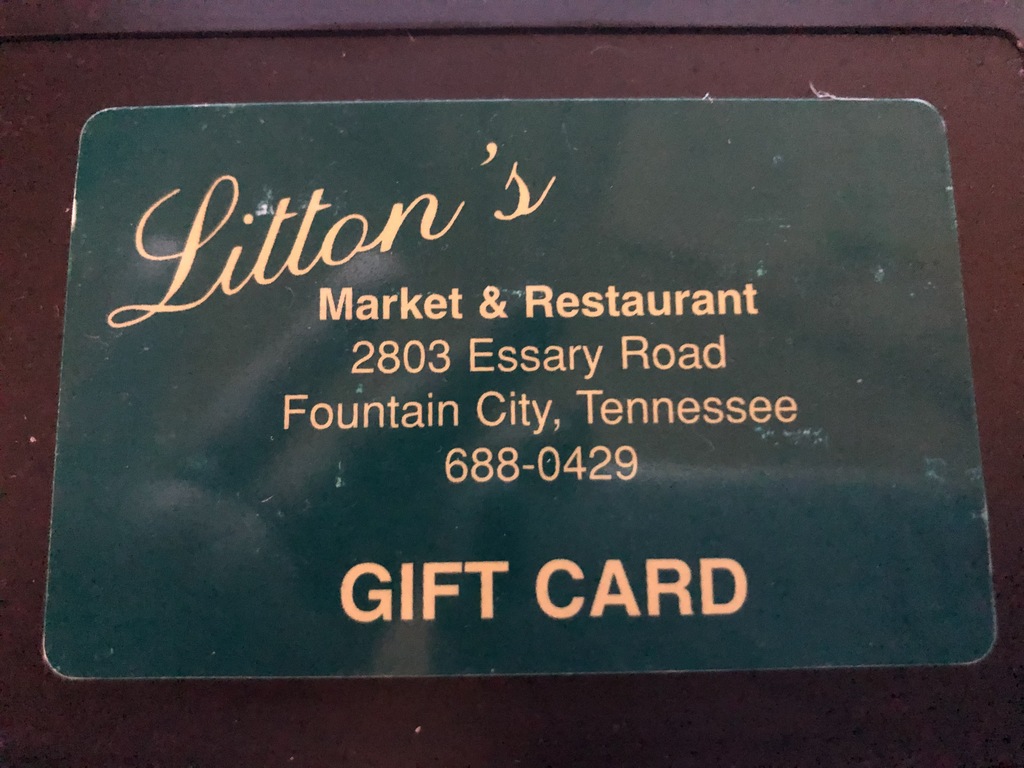 Litton's
Market & Restaurant
2803 Essary Road
Fountain City, Tennessee
688-0429
GIFT CARD